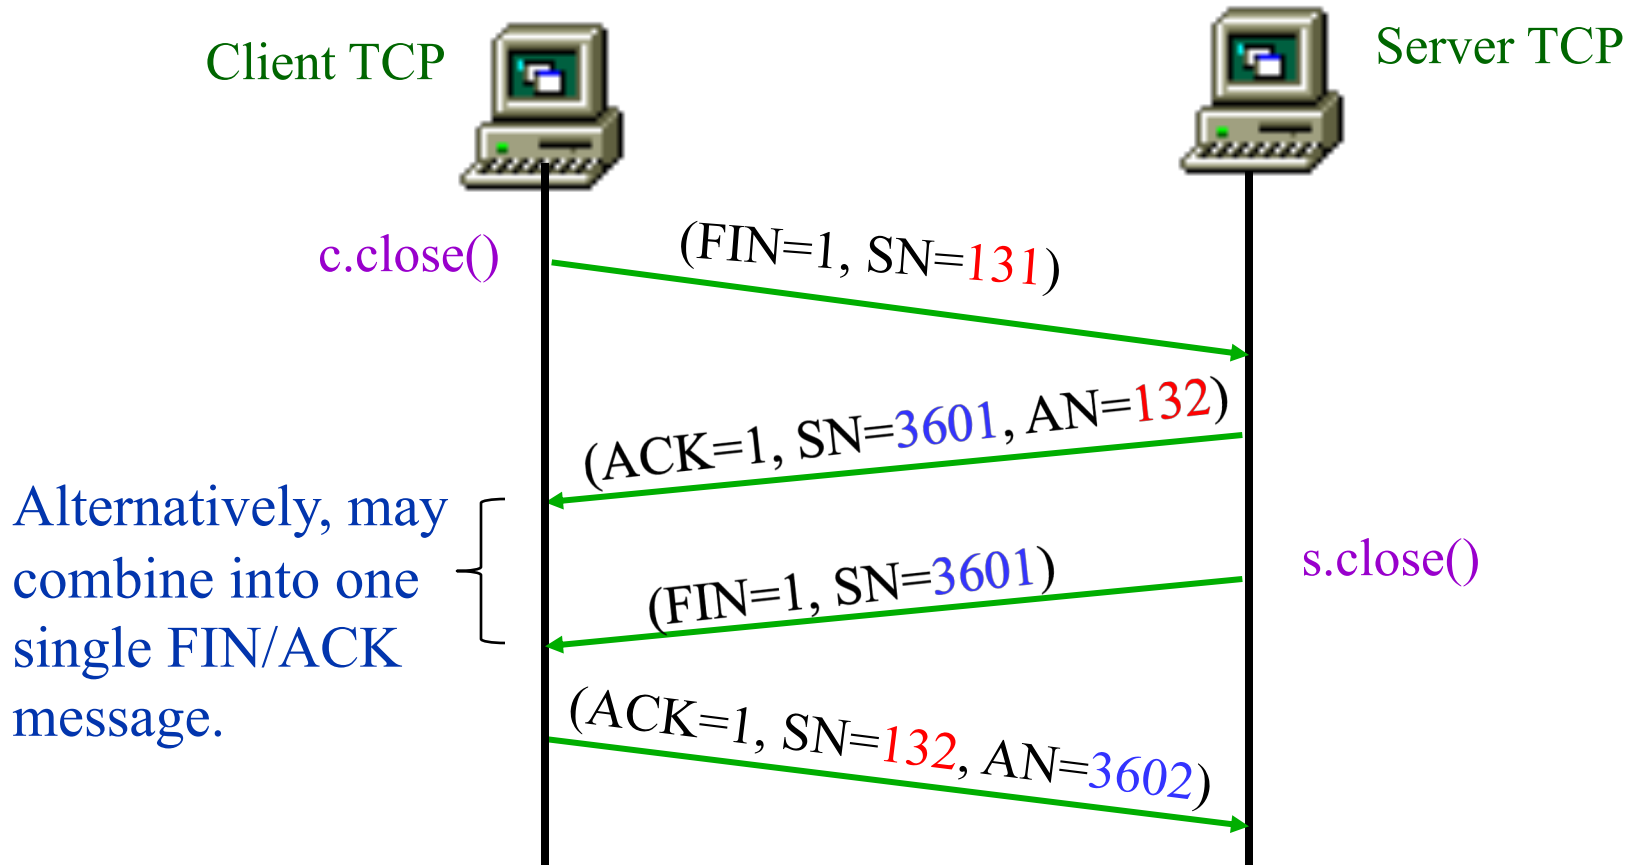 Client TCP
Server TCP
c.close()
(FIN=1, SN=131)
(ACK=1, SN=3601, AN=132)
Alternatively, may
combine into one
single FIN/ACK
message.
(FIN=1, SN=3601)
s.close()
(ACK=1, SN=132, AN=3602)